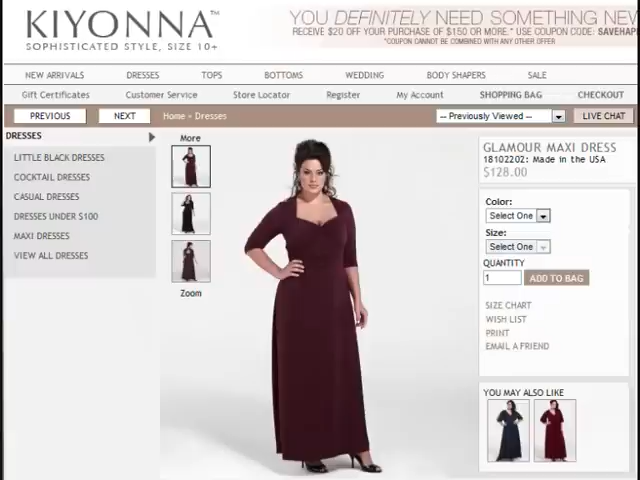 KIYONNA™
SOPHISTICATED STYLE, SIZE 10+
YOU DEFINITELY NEED SOMETHING NEW
RECEIVE $20 OFF YOUR PURCHASE OF $150 OR MORE.* USE COUPON CODE:
*COUPON CANNOT BE COMBINED WITH ANY OTHER OFFER
NEW ARRIVALS DRESSES TOPS BOTTOMS WEDDING BODY SHAPERS SALE
Gift Certificates Customer Service Store Locator Register My Account SHOPPING BAG CHECKOUT
PREVIOUS NEXT Home » Dresses -- Previously Viewed -- LIVE CHAT
DRESSES
LITTLE BLACK DRESSES
COCKTAIL DRESSES
CASUAL DRESSES
DRESSES UNDER $100
MAXI DRESSES
VIEW ALL DRESSES
More
Zoom
GLAMOUR MAXI DRESS
18102202: Made in the USA
$128.00
Color:
Select One
Size:
Select One
QUANTITY
1 ADD TO BAG
SIZE CHART
WISH LIST
PRINT
EMAIL A FRIEND
YOU MAY ALSO LIKE